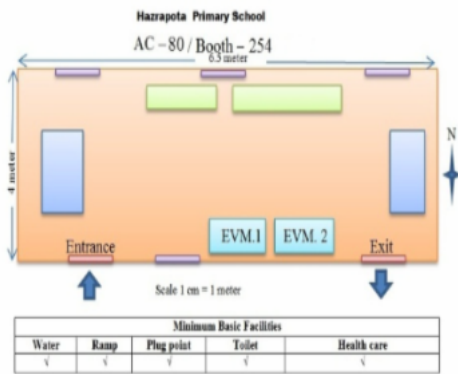 Hazrapota Primary School
AC -80 / Booth - 254
6.3 meter
N
4 meter
EVM.1 EVM. 2
Entrance Exit
Scale 1 cm = 1 meter
Minimum Basic Facilities
Water Ramp Plug point Toilet Health care
√ √ √ √ √